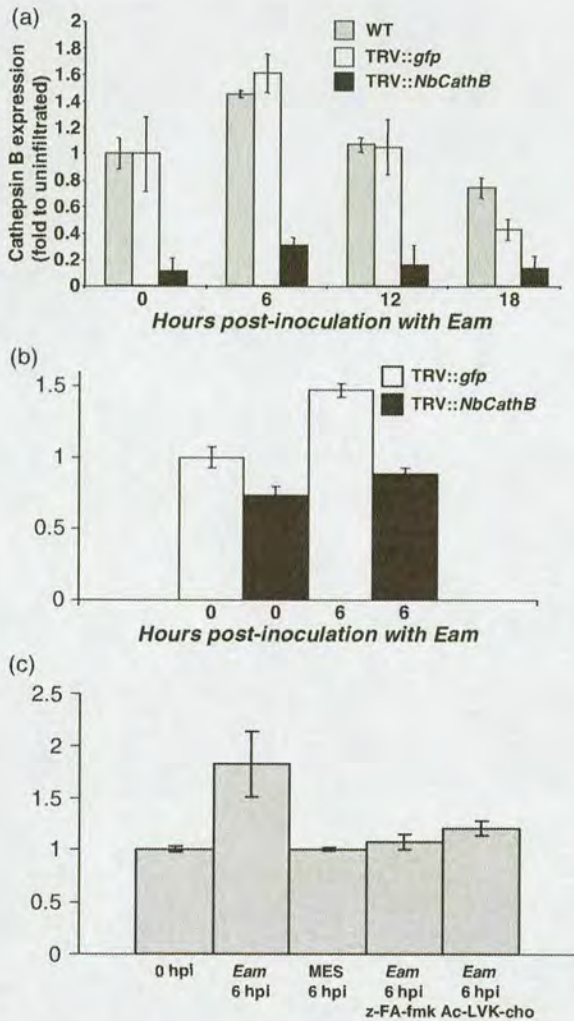 (a)
Cathepsin B expression
(fold to uninfiltrated)
2
1.8
1.6
1.4
1.2
1
0.8
0.6
0.4
0.2
0
WT
TRV::gfp
TRV::NbCathB
0 6 12 18
Hours post-inoculation with Eam
(b)
1.5
1
0.5
0
TRV::gfp
TRV::NbCathB
0 0 6 6
Hours post-inoculation with Eam
(c)
2.5
2
1.5
1
0.5
0
0 hpi Eam MES Eam Eam
6 hpi 6 hpi 6 hpi 6 hpi
z-FA-fmk Ac-LVK-cho